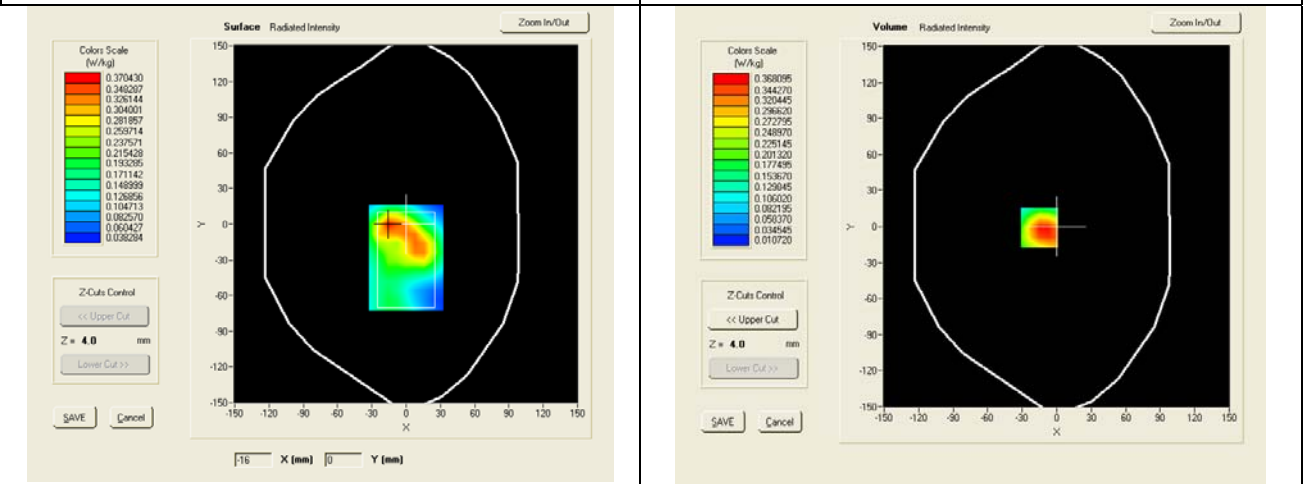 Surface Radiated Intensity
Zoom In/Out
Colors Scale
(W/kg)
0.370430
0.348287
0.326144
0.304001
0.281857
0.259714
0.237571
0.215428
0.193285
0.171142
0.148999
0.126856
0.104713
0.082570
0.060427
0.038284
Z-Cuts Control
<< Upper Cut
Z = 4.0 mm
Lower Cut >>
SAVE
Cancel
150
120
90
60
30
0
-30
-60
-90
-120
-150
Y
-150 -120 -90 -60 -30 0 30 60 90 120 150
X
-16 X (mm) 0 Y (mm)
Volume Radiated Intensity
Zoom In/Out
Colors Scale
(W/kg)
0.368095
0.344270
0.320445
0.296620
0.272795
0.248970
0.225145
0.201320
0.177495
0.153670
0.129845
0.106020
0.082195
0.058370
0.034545
0.010720
Z-Cuts Control
<< Upper Cut
Z = 4.0 mm
Lower Cut >>
SAVE
Cancel
150
120
90
60
30
0
-30
-60
-90
-120
-150
Y
-150 -120 -90 -60 -30 0 30 60 90 120 150
X